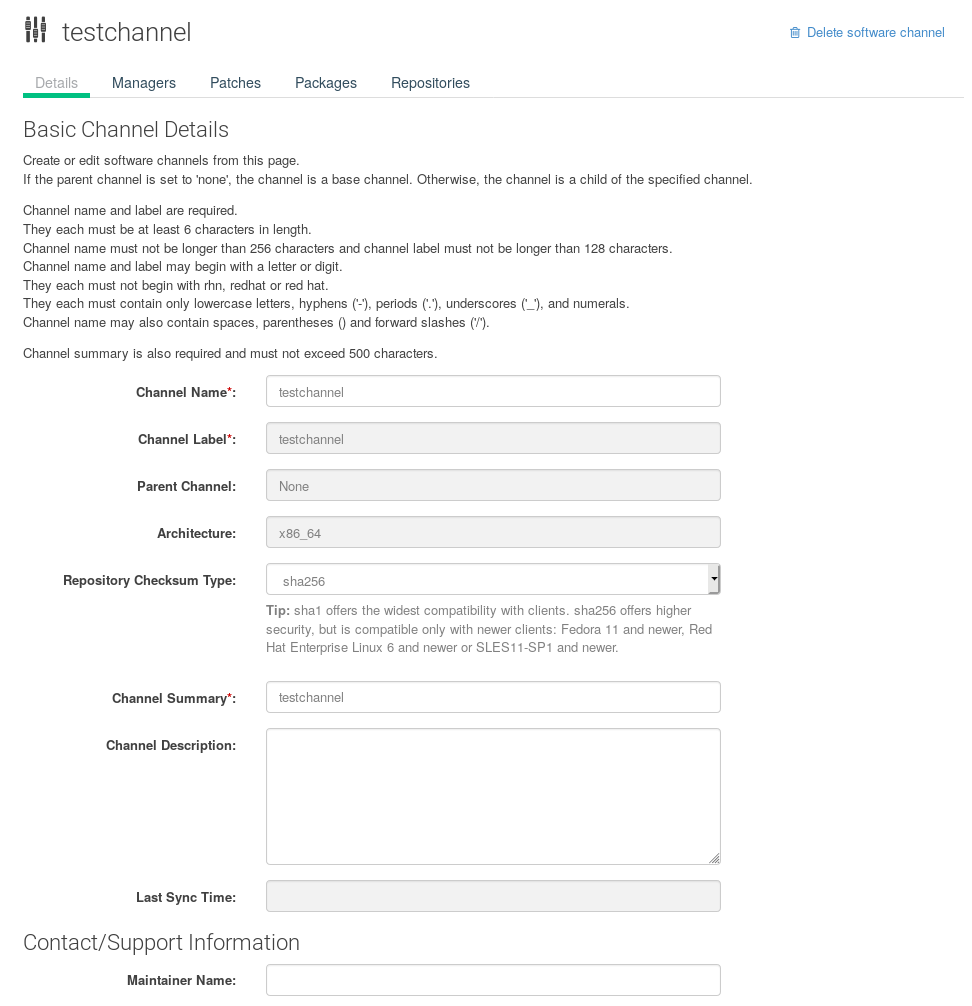 testchannel
Delete software channel
Details Managers Patches Packages Repositories
Basic Channel Details
Create or edit software channels from this page.
If the parent channel is set to 'none', the channel is a base channel. Otherwise, the channel is a child of the specified channel.
Channel name and label are required.
They each must be at least 6 characters in length.
Channel name must not be longer than 256 characters and channel label must not be longer than 128 characters.
Channel name and label may begin with a letter or digit.
They each must not begin with rhn, redhat or red hat.
They each must contain only lowercase letters, hyphens ('-'), periods ('.'), underscores ('_'), and numerals.
Channel name may also contain spaces, parentheses () and forward slashes ('/').
Channel summary is also required and must not exceed 500 characters.
Channel Name*: testchannel
Channel Label*: testchannel
Parent Channel: None
Architecture: x86_64
Repository Checksum Type: sha256
Tip: sha1 offers the widest compatibility with clients. sha256 offers higher
security, but is compatible only with newer clients: Fedora 11 and newer, Red
Hat Enterprise Linux 6 and newer or SLES11-SP1 and newer.
Channel Summary*: testchannel
Channel Description:
Last Sync Time:
Contact/Support Information
Maintainer Name: